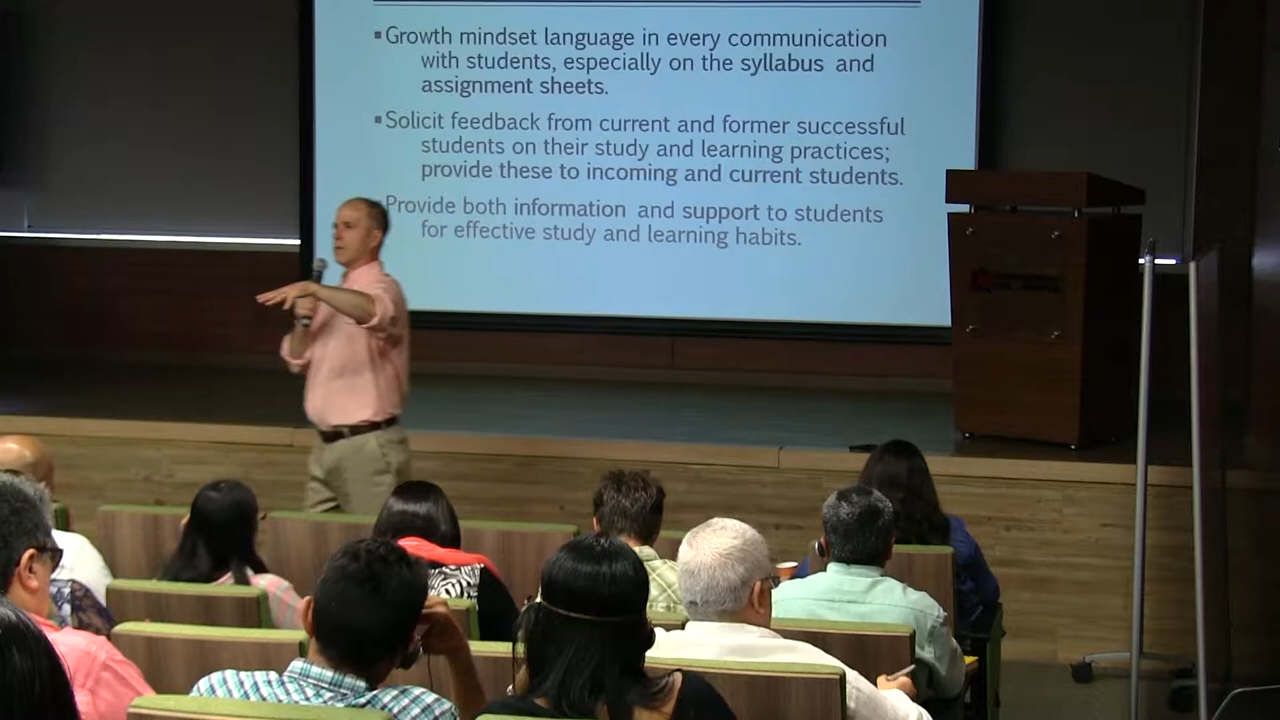 ▪Growth mindset language in every communication
with students, especially on the syllabus and
assignment sheets.
▪Solicit feedback from current and former successful
students on their study and learning practices;
provide these to incoming and current students.
Provide both information and support to students
for effective study and learning habits.